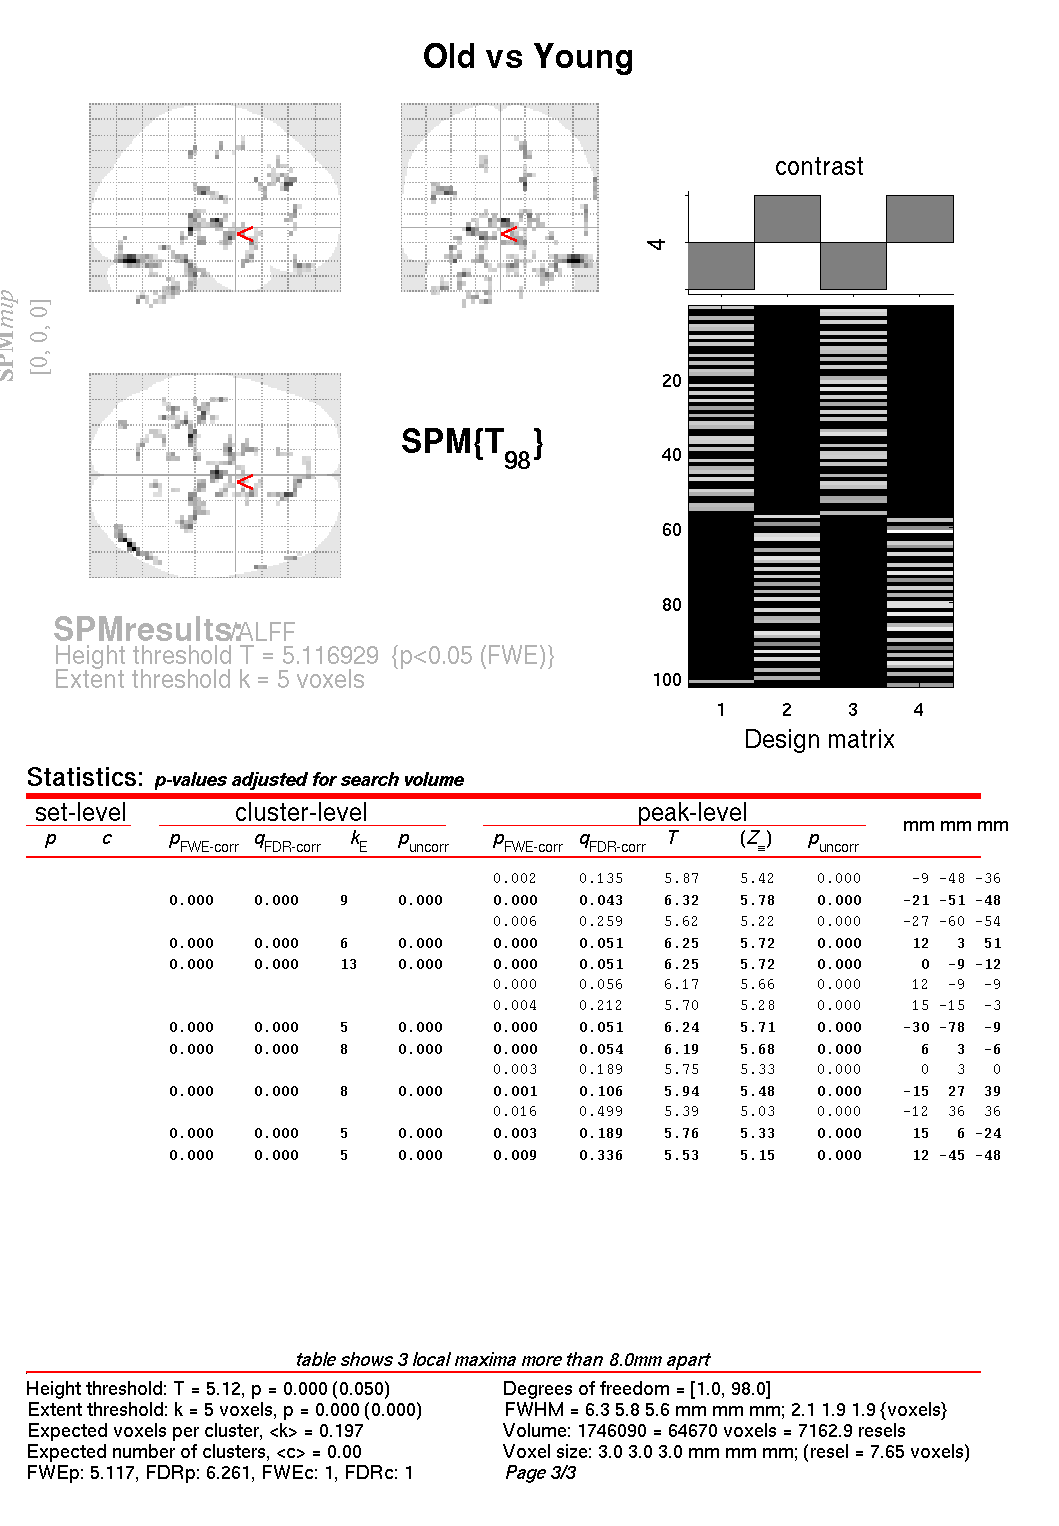 Old vs Young
contrast
4
SPMmip
[0, 0, 0]
<
<
<
SPM{T98}
20
40
60
80
100
1 2 3 4
Design matrix
SPMresults: /ALFF
Height threshold T = 5.116929 {p<0.05 (FWE)}
Extent threshold k = 5 voxels
Statistics: p-values adjusted for search volume
set-level cluster-level peak-level mm mm mm
p c pFWE-corr qFDR-corr kE puncorr pFWE-corr qFDR-corr T (Z≡) puncorr
0.002 0.135 5.87 5.42 0.000 -9 -48 -36
0.000 0.000 9 0.000 0.000 0.043 6.32 5.78 0.000 -21 -51 -48
0.006 0.259 5.62 5.22 0.000 -27 -60 -54
0.000 0.000 6 0.000 0.000 0.051 6.25 5.72 0.000 12 3 51
0.000 0.000 13 0.000 0.000 0.051 6.25 5.72 0.000 0 -9 -12
0.000 0.056 6.17 5.66 0.000 12 -9 -9
0.004 0.212 5.70 5.28 0.000 15 -15 -3
0.000 0.000 5 0.000 0.000 0.051 6.24 5.71 0.000 -30 -78 -9
0.000 0.000 8 0.000 0.000 0.054 6.19 5.68 0.000 6 3 -6
0.003 0.189 5.75 5.33 0.000 0 3 0
0.000 0.000 8 0.000 0.001 0.106 5.94 5.48 0.000 -15 27 39
0.016 0.499 5.39 5.03 0.000 -12 36 36
0.000 0.000 5 0.000 0.003 0.189 5.76 5.33 0.000 15 6 -24
0.000 0.000 5 0.000 0.009 0.336 5.53 5.15 0.000 12 -45 -48
table shows 3 local maxima more than 8.0mm apart
Height threshold: T = 5.12, p = 0.000 (0.050)
Extent threshold: k = 5 voxels, p = 0.000 (0.000)
Expected voxels per cluster, <k> = 0.197
Expected number of clusters, <c> = 0.00
FWEp: 5.117, FDRp: 6.261, FWEc: 1, FDRc: 1
Degrees of freedom = [1.0, 98.0]
FWHM = 6.3 5.8 5.6 mm mm mm; 2.1 1.9 1.9 {voxels}
Volume: 1746090 = 64670 voxels = 7162.9 resels
Voxel size: 3.0 3.0 3.0 mm mm mm; (resel = 7.65 voxels)
Page 3/3